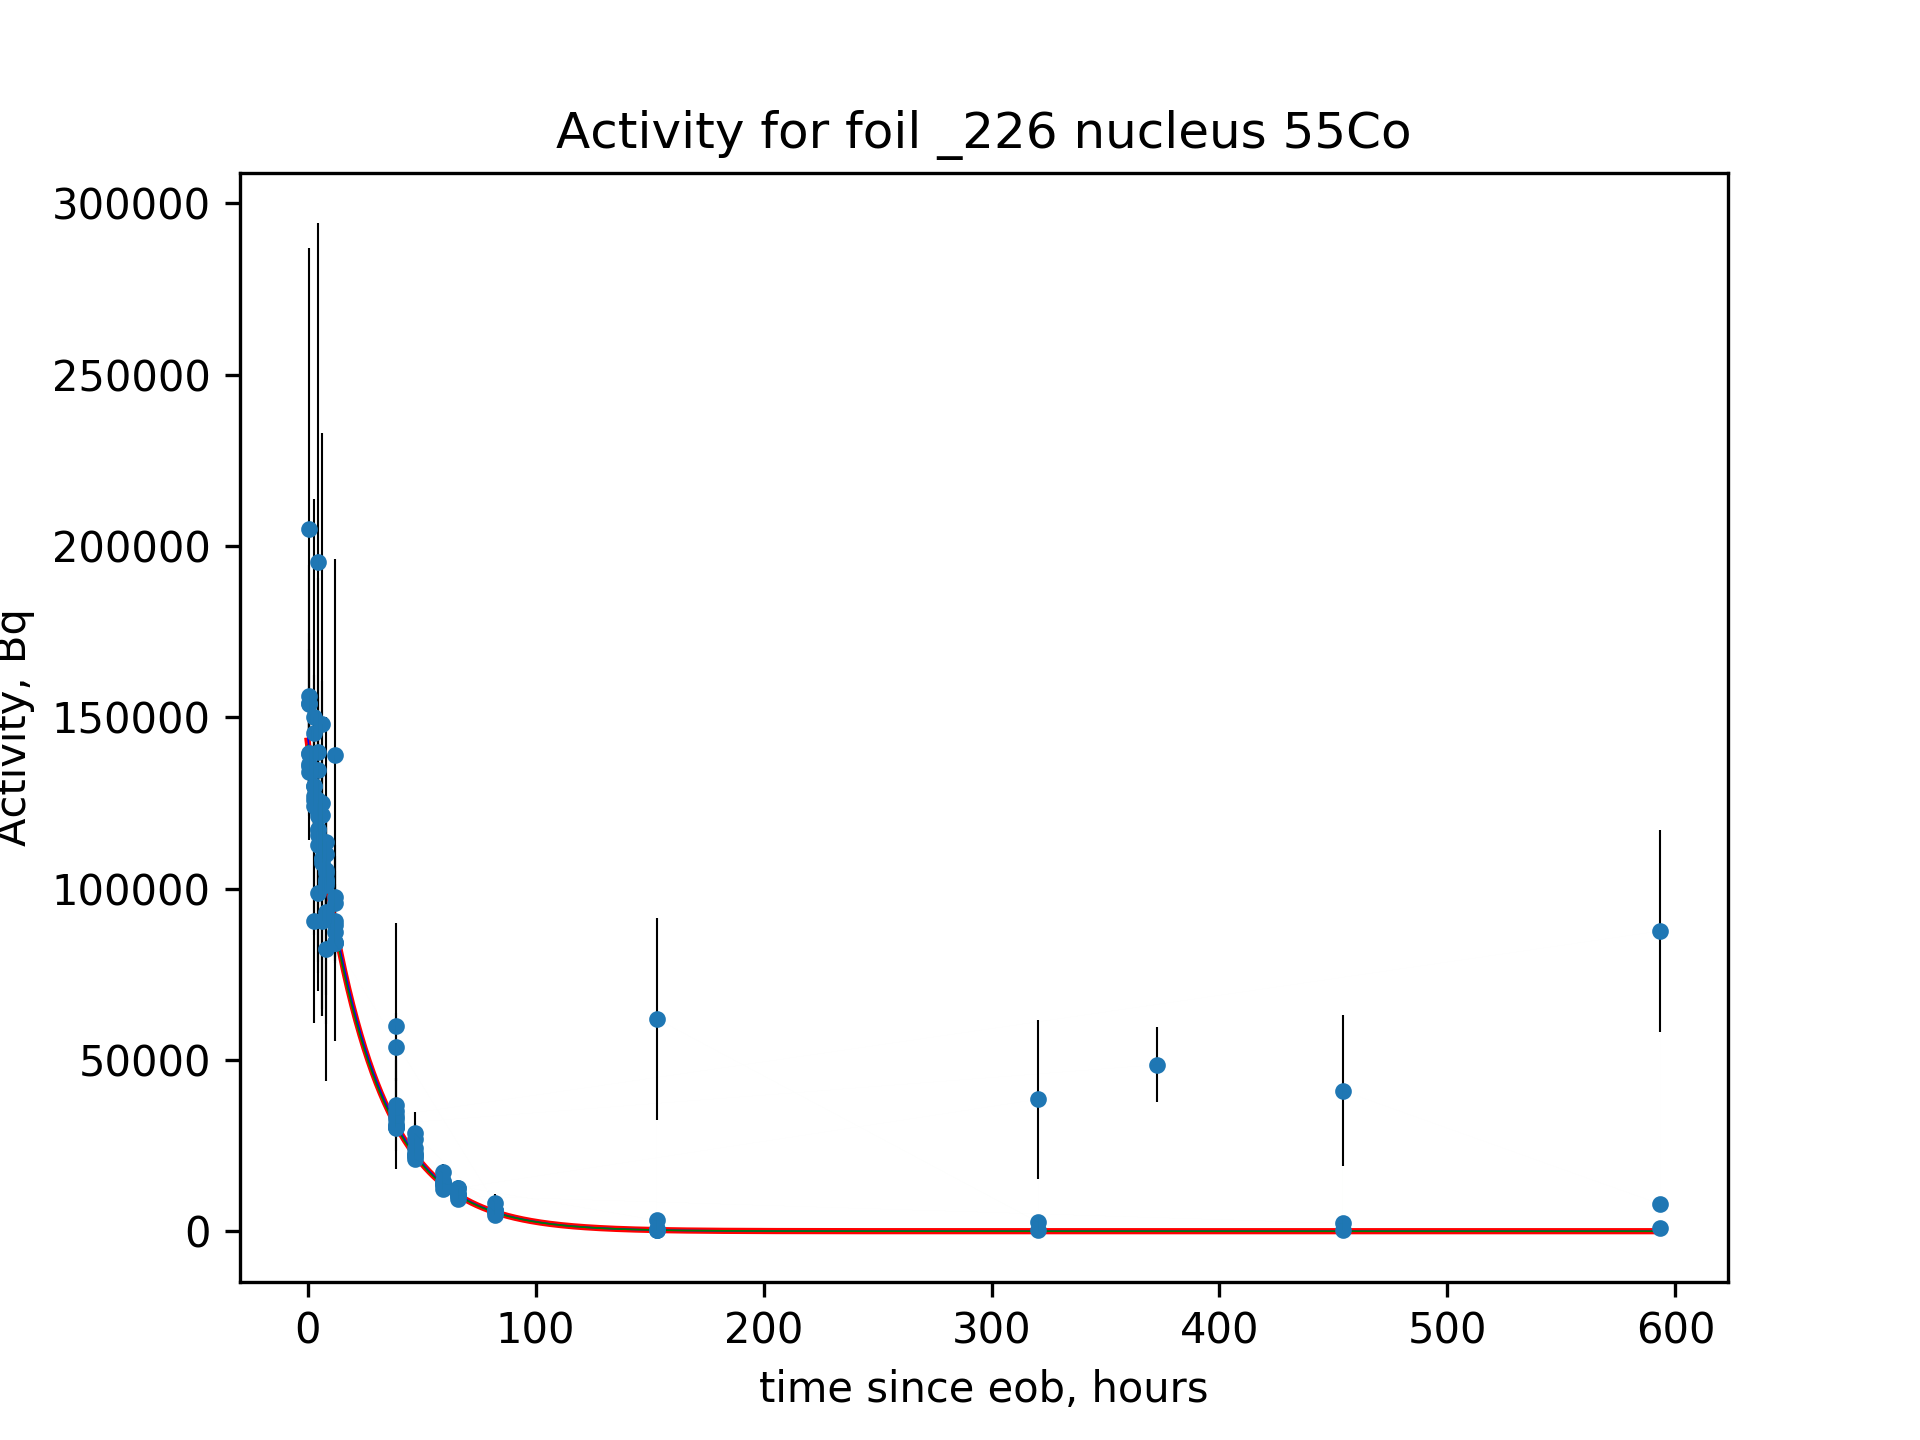 Activity for foil _226 nucleus 55Co
300000
250000
200000
150000
100000
50000
0
Activity, Bq
0 100 200 300 400 500 600
time since eob, hours